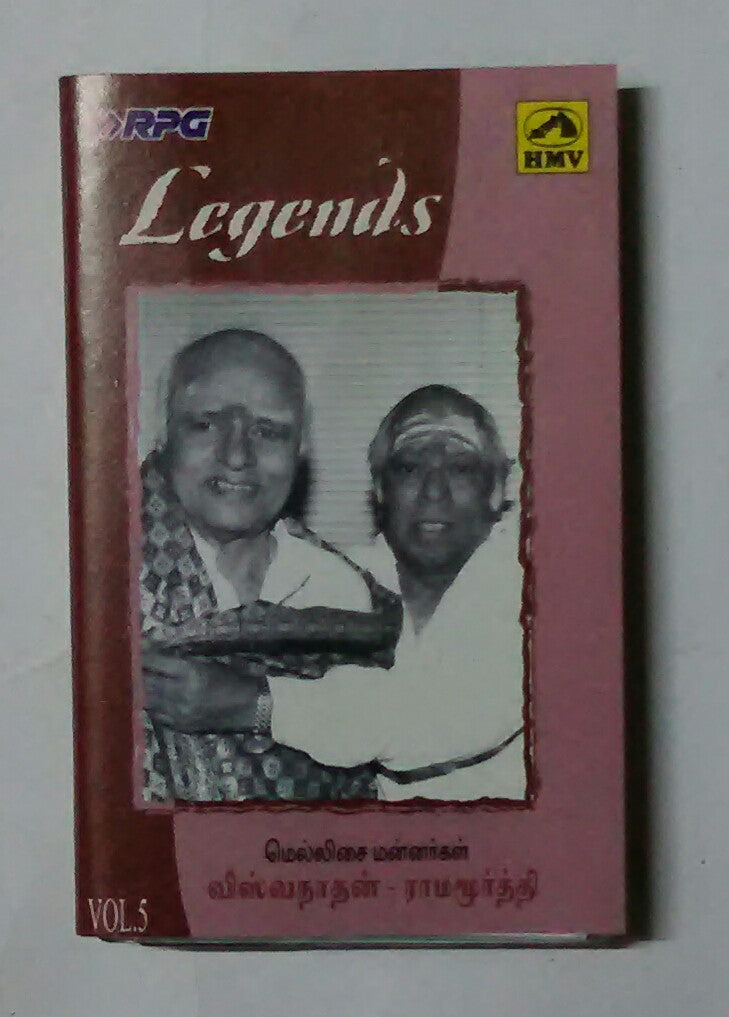 RPG
HMV
Legends
மெல்லிசை மன்னர்கள்
விஸ்வநாதன் - ராமமூர்த்தி
VOL.5